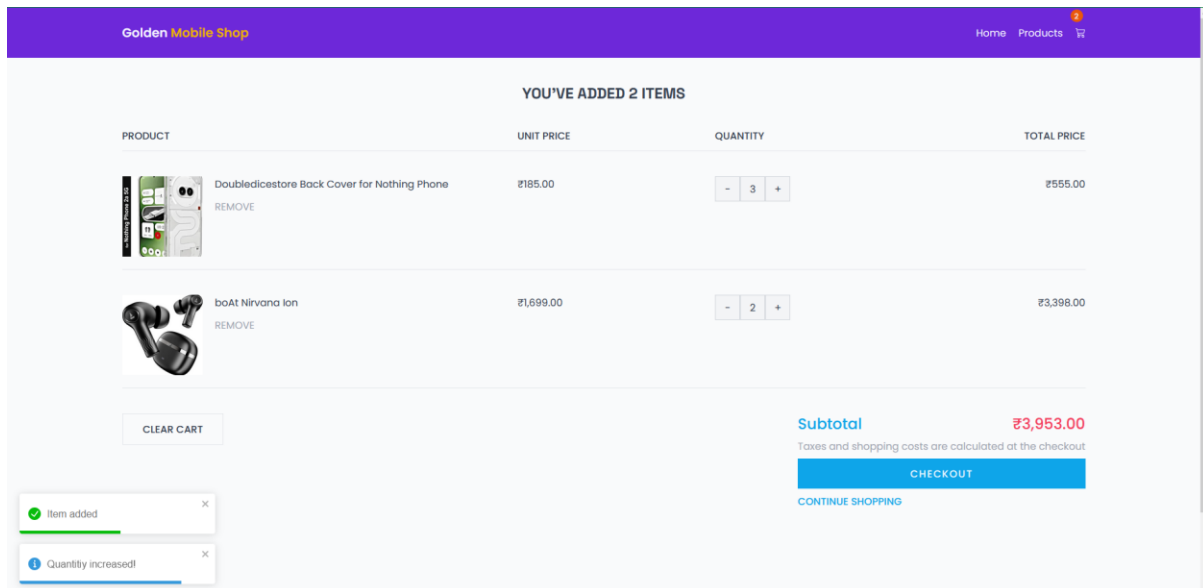 2
Golden Mobile Shop
Home Products
YOU'VE ADDED 2 ITEMS
PRODUCT UNIT PRICE QUANTITY TOTAL PRICE
Doubledicestore Back Cover for Nothing Phone ₹185.00 - 3 + ₹555.00
REMOVE
boAt Nirvana Ion ₹1,699.00 - 2 + ₹3,398.00
REMOVE
CLEAR CART
Subtotal ₹3,953.00
Taxes and shopping costs are calculated at the checkout
CHECKOUT
CONTINUE SHOPPING
Item added
Quantitiy increased!